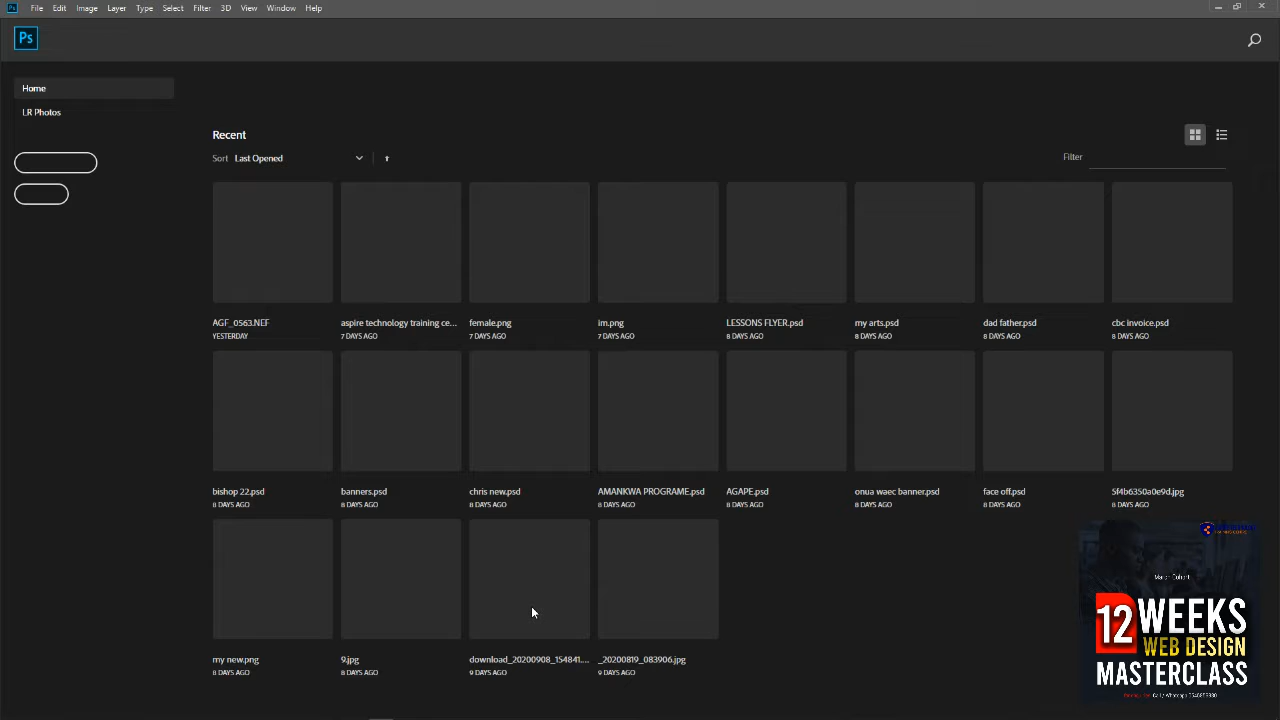 File Edit Image Layer Type Select Filter 3D View Window Help
Ps
Home
LR Photos
Recent
Sort Last Opened
Filter
AGF_0563.NEF
YESTERDAY
aspire technology training ce...
7 DAYS AGO
female.png
7 DAYS AGO
im.png
7 DAYS AGO
LESSONS FLYER.psd
8 DAYS AGO
my arts.psd
8 DAYS AGO
dad father.psd
8 DAYS AGO
cbc invoice.psd
8 DAYS AGO
bishop 22.psd
8 DAYS AGO
banners.psd
8 DAYS AGO
chris new.psd
8 DAYS AGO
AMANKWA PROGRAME.psd
8 DAYS AGO
AGAPE.psd
8 DAYS AGO
onua waec banner.psd
8 DAYS AGO
face off.psd
8 DAYS AGO
5f4b6350a0e9d.jpg
8 DAYS AGO
my new.png
8 DAYS AGO
9.jpg
8 DAYS AGO
download_20200908_154841...
9 DAYS AGO
_20200819_083906.jpg
9 DAYS AGO
March Cohort
12 WEEKS
WEB DESIGN
MASTERCLASS